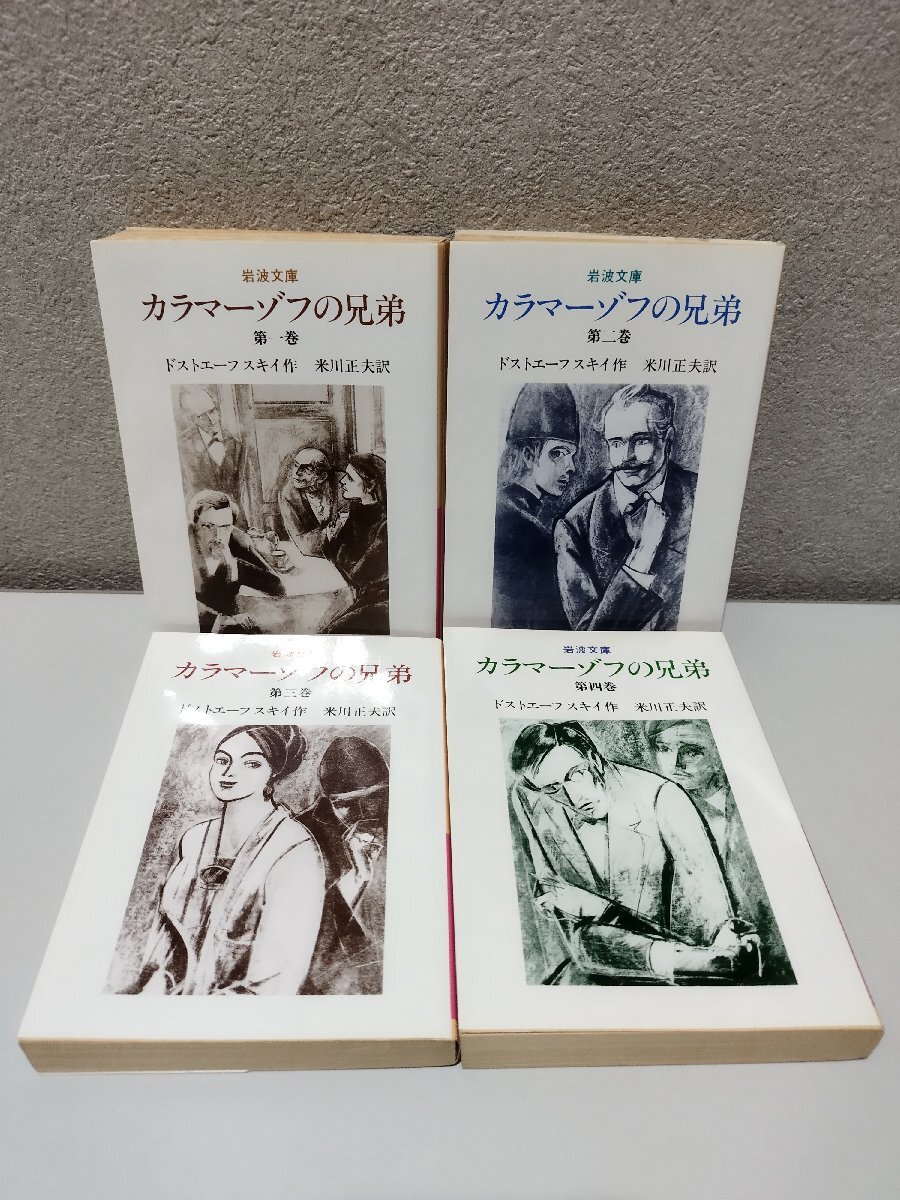 岩波文庫
カラマーゾフの兄弟
第一巻
ドストエーフスキイ作 米川正夫訳
岩波文庫
カラマーゾフの兄弟
第二巻
ドストエーフスキイ作 米川正夫訳
岩波文庫
カラマーゾフの兄弟
第三巻
ドストエーフスキイ作 米川正夫訳
岩波文庫
カラマーゾフの兄弟
第四巻
ドストエーフスキイ作 米川正夫訳